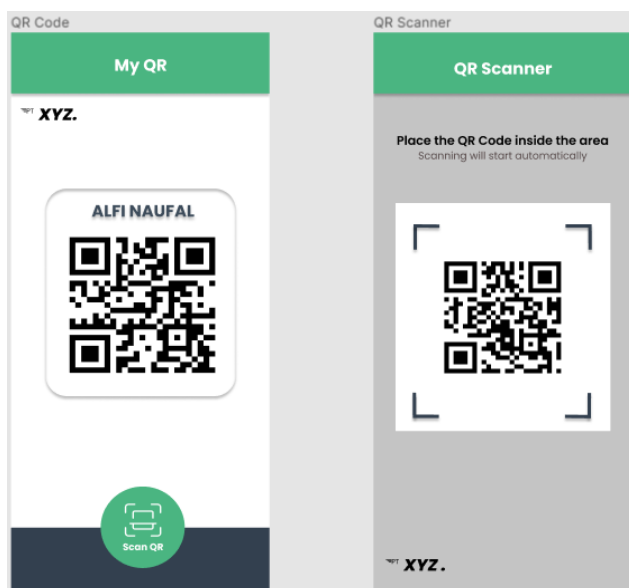 QR Code
My QR
XYZ.
ALFI NAUFAL
Scan QR
QR Scanner
QR Scanner
Place the QR Code inside the area
Scanning will start automatically
XYZ.